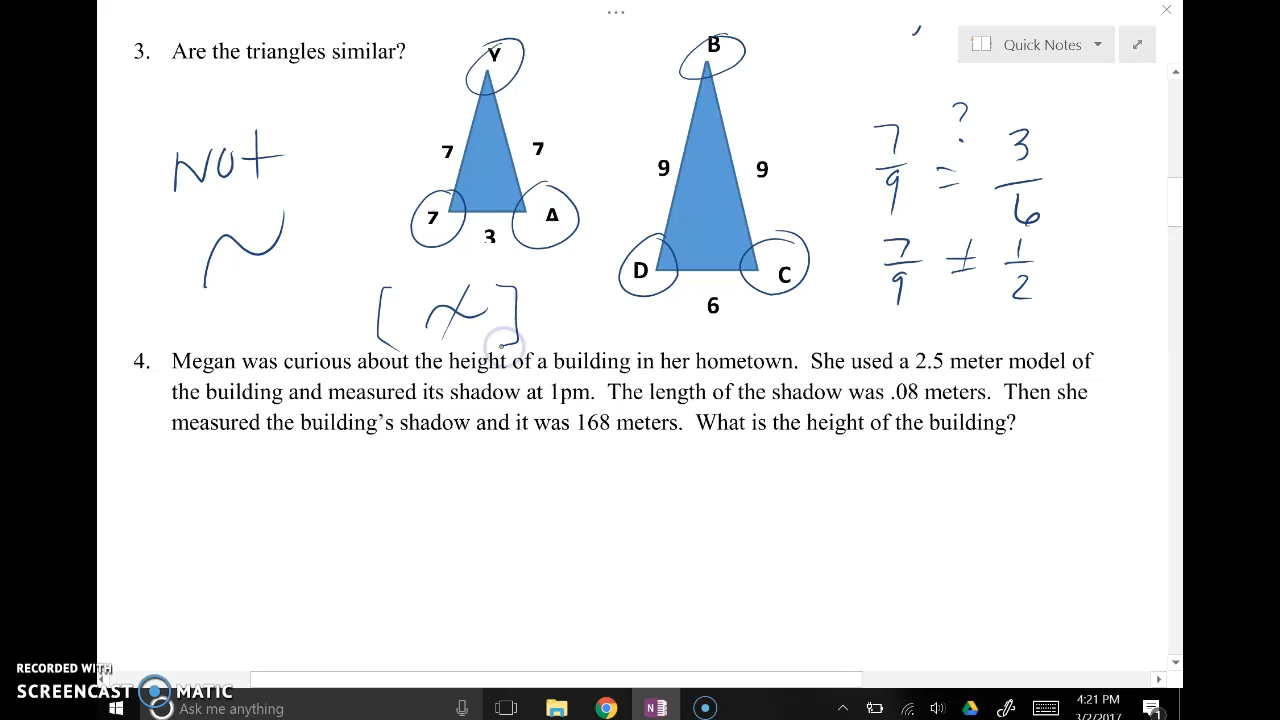 Quick Notes
3. Are the triangles similar?
Y
B
7
7
7
A
3
9
9
D
C
6
Not
~
[ ≁ ]
?
7/9 = 3/6
7/9 ≠ 1/2
4. Megan was curious about the height of a building in her hometown. She used a 2.5 meter model of
the building and measured its shadow at 1pm. The length of the shadow was .08 meters. Then she
measured the building's shadow and it was 168 meters. What is the height of the building?
RECORDED WITH
SCREENCAST MATIC
Ask me anything
4:21 PM
3/2/2017